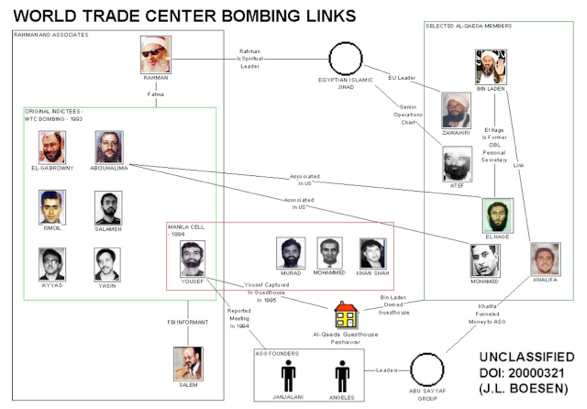 WORLD TRADE CENTER BOMBING LINKS
RAHMAN AND ASSOCIATES
RAHMAN
Fatwa
ORIGINAL INDICTEES -
WTC BOMBING - 1993
EL-GABROWNY
ABOUHALIMA
ISMOIL
SALAMEH
AYYAD
YASIN
FBI INFORMANT
SALEM
Rahman
Is Spiritual
Leader
EGYPTIAN ISLAMIC
JIHAD
EU Leader
Senior
Operations
Chief
Associated
In US
Associated
In US
MANILA CELL
- 1994
YOUSEF
MURAD
MOHAMMED
KHAN SHAH
Yousef Captured
In Guesthouse
In 1995
Reported
Meeting
In 1994
Al-Qaeda Guesthouse
Peshawar
Bin Laden
Owned
Guesthouse
ASG FOUNDERS
JANJALANI
ANGELES
Leaded
ABU SAYYAF
GROUP
SELECTED AL-QAEDA MEMBERS
BIN LADEN
ZAWAHIRI
ATEF
El Hage
Is Former
OBL
Personal
Secretary
Link
EL HAGE
MOHAMED
KHALIFA
Khalifa
Funneled
Money to ASG
UNCLASSIFIED
DOI: 20000321
(J.L. BOESEN)